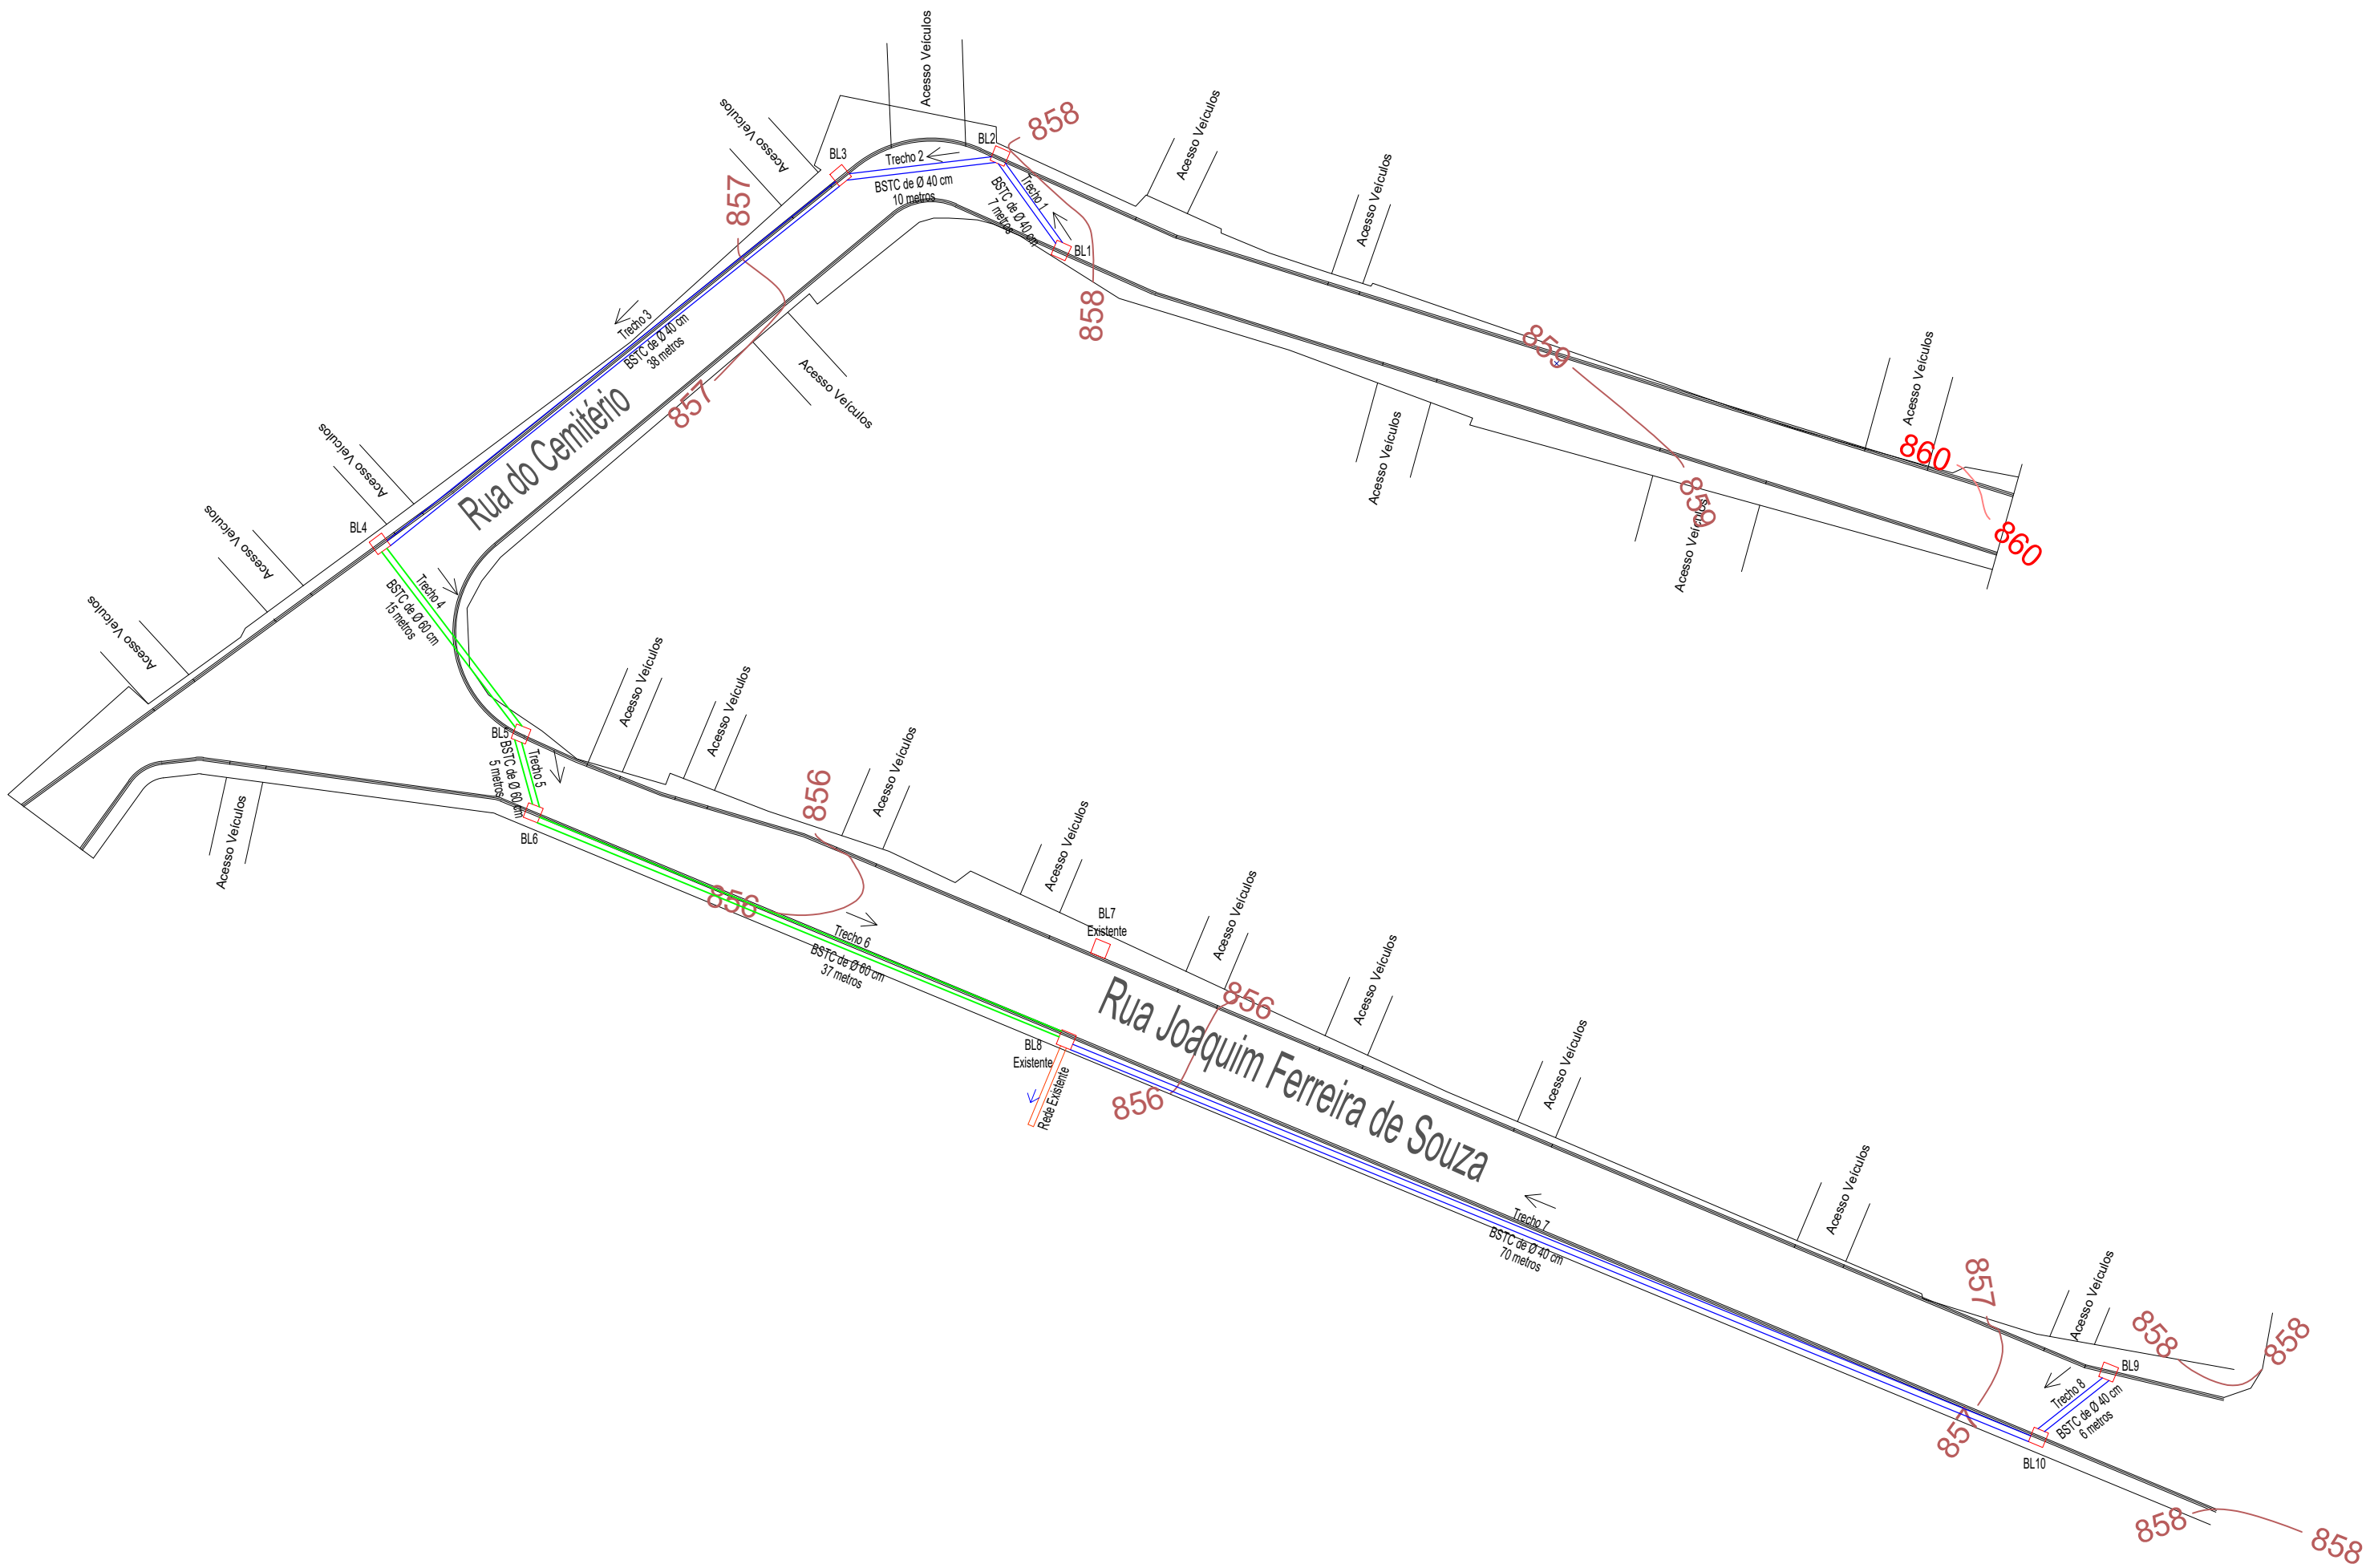 Acesso Veículos
Acesso Veículos
BL3
BL2
858
Acesso Veículos
Trecho 2
BSTC de Ø 40 cm
10 metros
Trecho 1
BSTC de Ø 40 cm
7 metros
BL1
857
858
Acesso Veículos
Trecho 3
BSTC de Ø 40 cm
38 metros
857
Acesso Veículos
859
Acesso Veículos
Acesso Veículos
859
Acesso Veículos
860
860
Rua do Cemitério
Acesso Veículos
Acesso Veículos
Acesso Veículos
BL4
Trecho 4
BSTC de Ø 60 cm
15 metros
BL5
Trecho 5
BSTC de Ø 60 cm
5 metros
BL6
Acesso Veículos
Acesso Veículos
Acesso Veículos
856
Acesso Veículos
856
Trecho 6
BSTC de Ø 60 cm
37 metros
Acesso Veículos
BL7
Existente
Acesso Veículos
856
Acesso Veículos
BL8
Existente
Rede Existente
856
Rua Joaquim Ferreira de Souza
Acesso Veículos
Trecho 7
BSTC de Ø 40 cm
70 metros
Acesso Veículos
857
Acesso Veículos
858
858
BL9
Trecho 8
BSTC de Ø 40 cm
6 metros
857
BL10
858
858